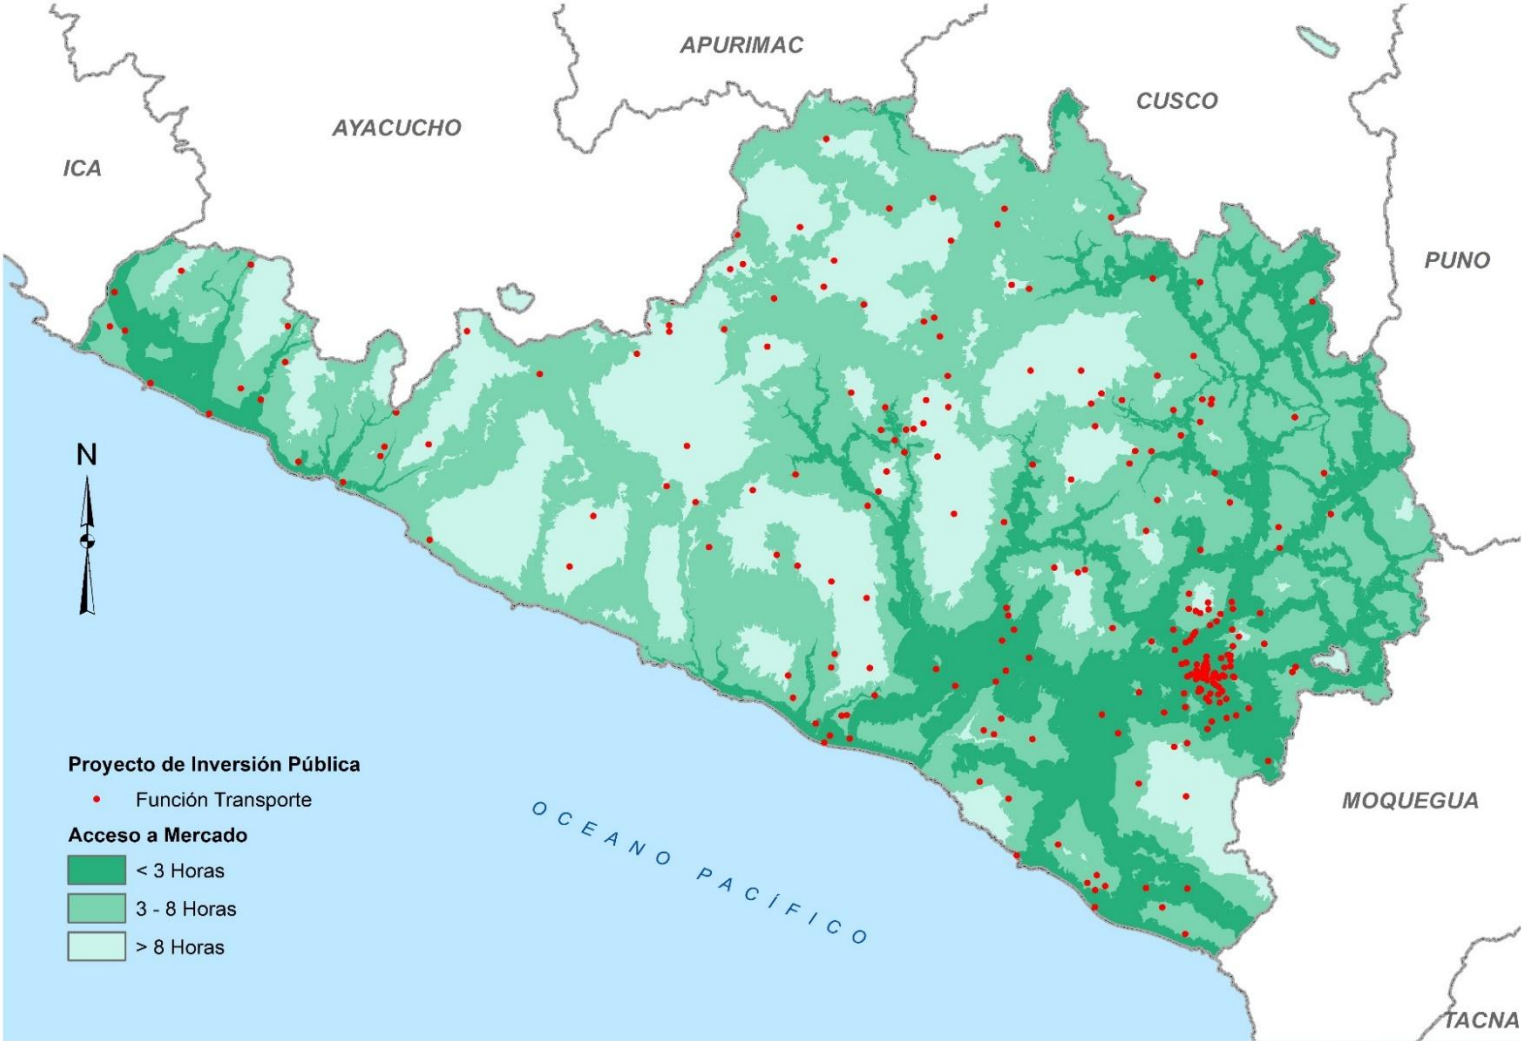 APURIMAC
CUSCO
AYACUCHO
ICA
PUNO
N
Proyecto de Inversión Pública
Función Transporte
Acceso a Mercado
< 3 Horas
3 - 8 Horas
> 8 Horas
OCEANO PACÍFICO
MOQUEGUA
TACNA